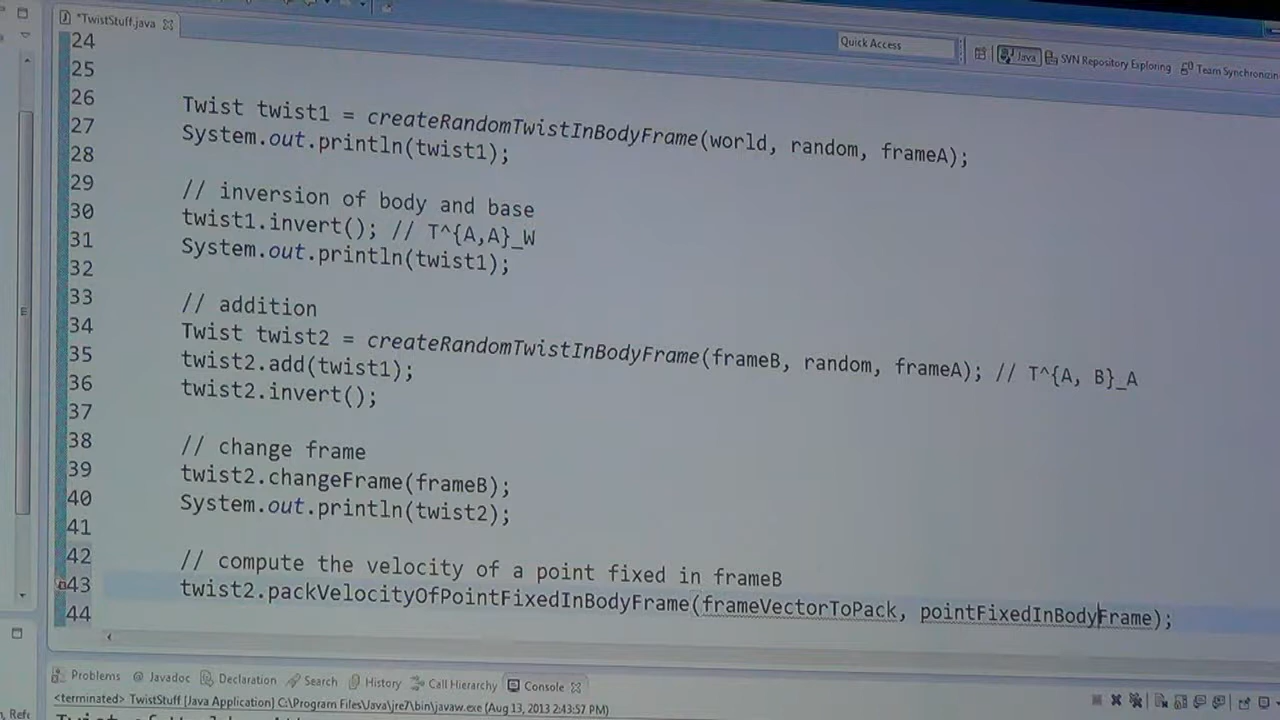 *TwistStuff.java
Quick Access
Java SVN Repository Exploring Team Synchronizin
24
25
26 Twist twist1 = createRandomTwistInBodyFrame(world, random, frameA);
27 System.out.println(twist1);
28
29 // inversion of body and base
30 twist1.invert(); // T^{A,A}_W
31 System.out.println(twist1);
32
33 // addition
34 Twist twist2 = createRandomTwistInBodyFrame(frameB, random, frameA); // T^{A, B}_A
35 twist2.add(twist1);
36 twist2.invert();
37
38 // change frame
39 twist2.changeFrame(frameB);
40 System.out.println(twist2);
41
42 // compute the velocity of a point fixed in frameB
43 twist2.packVelocityOfPointFixedInBodyFrame(frameVectorToPack, pointFixedInBodyFrame);
44
Problems @ Javadoc Declaration Search History Call Hierarchy Console
<terminated> TwistStuff [Java Application] C:\Program Files\Java\jre7\bin\javaw.exe (Aug 13, 2013 2:43:57 PM)